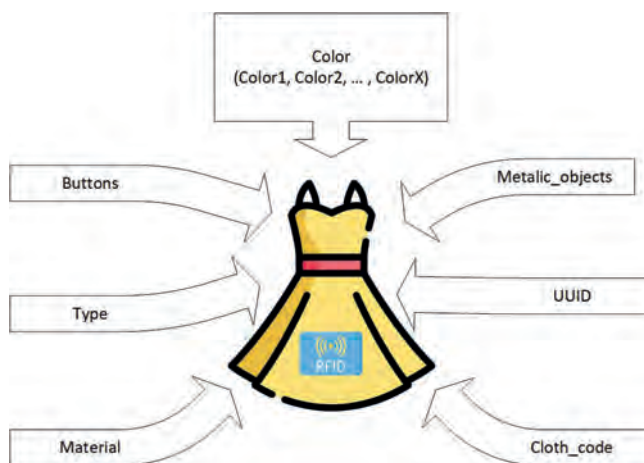 Color
(Color1, Color2, ... , ColorX)
Buttons
Metalic_objects
Type
UUID
RFID
Material
Cloth_code